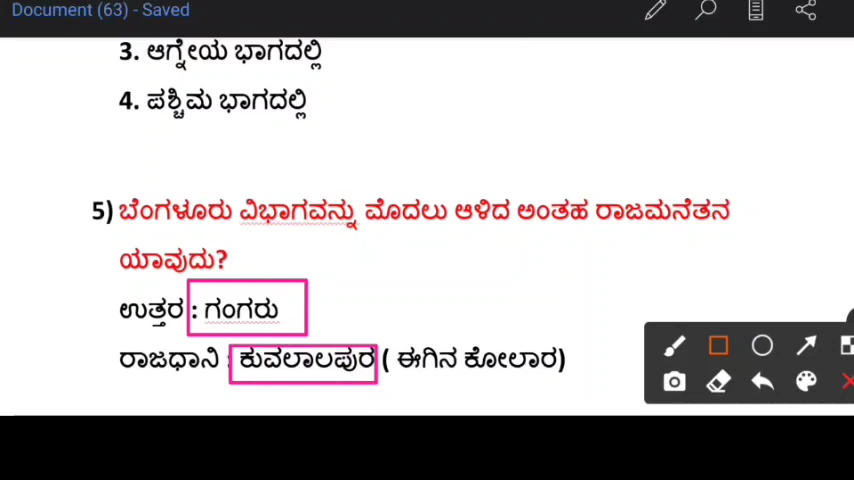 Document (63) - Saved
3. ಆಗ್ನೇಯ ಭಾಗದಲ್ಲಿ
4. ಪಶ್ಚಿಮ ಭಾಗದಲ್ಲಿ
5) ಬೆಂಗಳೂರು ವಿಭಾಗವನ್ನು ಮೊದಲು ಆಳಿದ ಅಂತಹ ರಾಜಮನೆತನ
ಯಾವುದು?
ಉತ್ತರ : ಗಂಗರು
ರಾಜಧಾನಿ : ಕುವಲಾಲಪುರ ( ಈಗಿನ ಕೋಲಾರ)